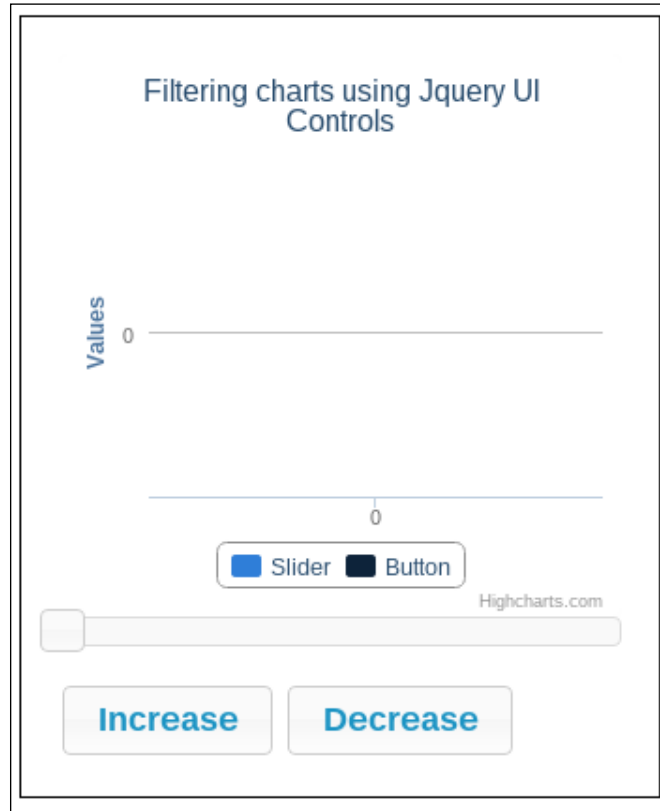 Filtering charts using Jquery UI
Controls
Values
0
0
Slider Button
Highcharts.com
Increase Decrease